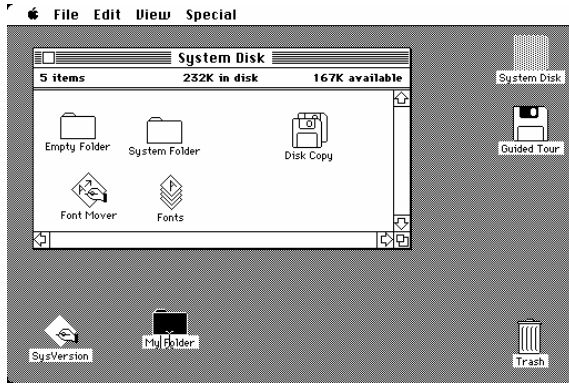 File Edit View Special
System Disk
5 items 232K in disk 167K available
System Disk
Empty Folder System Folder Disk Copy
Guided Tour
Font Mover Fonts
SysVersion My Folder Trash